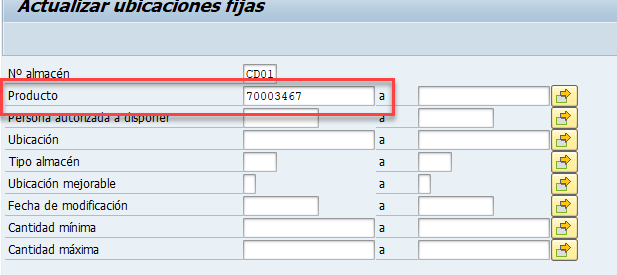 Actualizar ubicaciones fijas
Nº almacén CD01
Producto 70003467 a
Persona autorizada a disponer a
Ubicación a
Tipo almacén a
Ubicación mejorable a
Fecha de modificación a
Cantidad mínima a
Cantidad máxima a